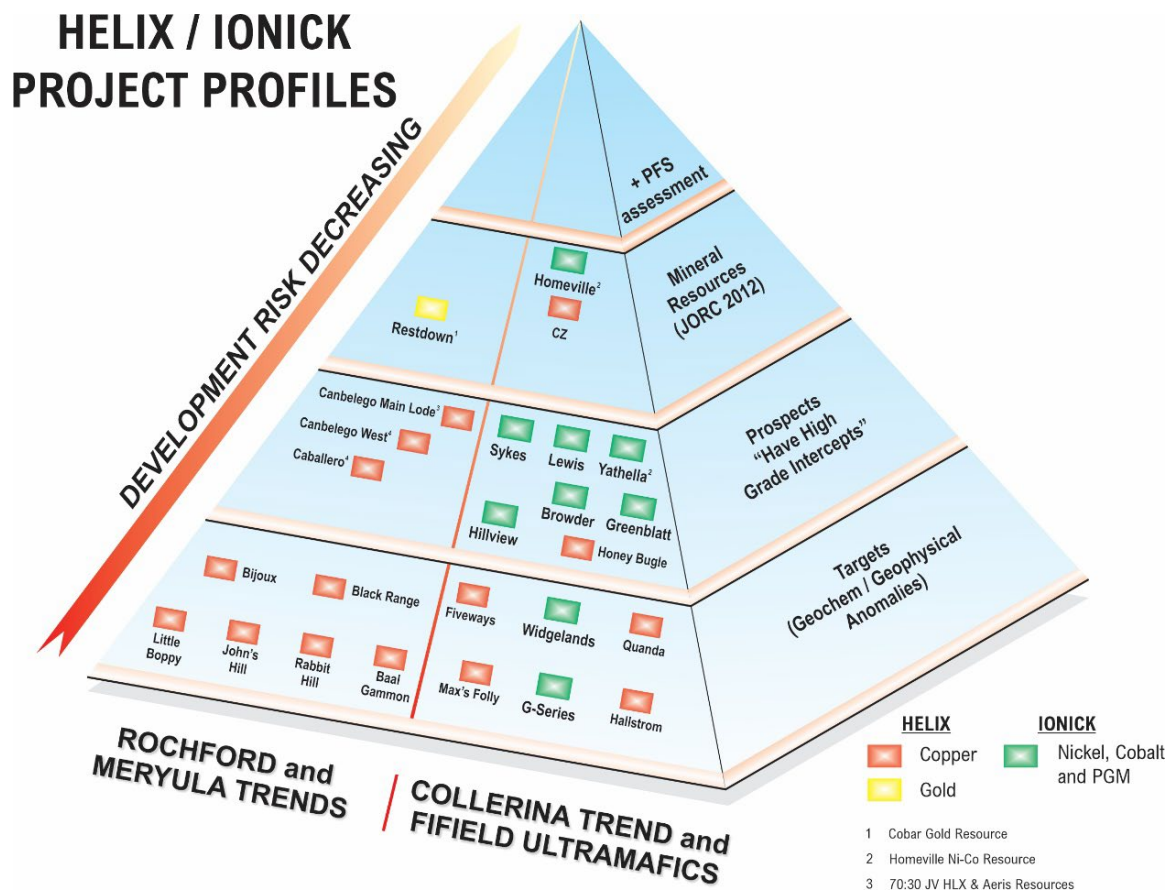 HELIX / IONICK
PROJECT PROFILES
DEVELOPMENT RISK DECREASING
+ PFS
assessment
Homeville²
CZ
Restdown¹
Mineral
Resources
(JORC 2012)
Canbelego Main Lode³
Canbelego West⁴
Caballero⁴
Sykes
Lewis
Yathella²
Hillview
Browder
Greenblatt
Honey Bugle
Prospects
"Have High
Grade Intercepts"
Bijoux
Black Range
Little
Boppy
John's
Hill
Rabbit
Hill
Baal
Gammon
Fiveways
Widgelands
Quanda
Max's Folly
G-Series
Hallstrom
Targets
(Geochem / Geophysical
Anomalies)
ROCHFORD and
MERYULA TRENDS
COLLERINA TREND and
FIFIELD ULTRAMAFICS
HELIX
Copper
Gold
IONICK
Nickel, Cobalt
and PGM
1 Cobar Gold Resource
2 Homeville Ni-Co Resource
3 70:30 JV HLX & Aeris Resources